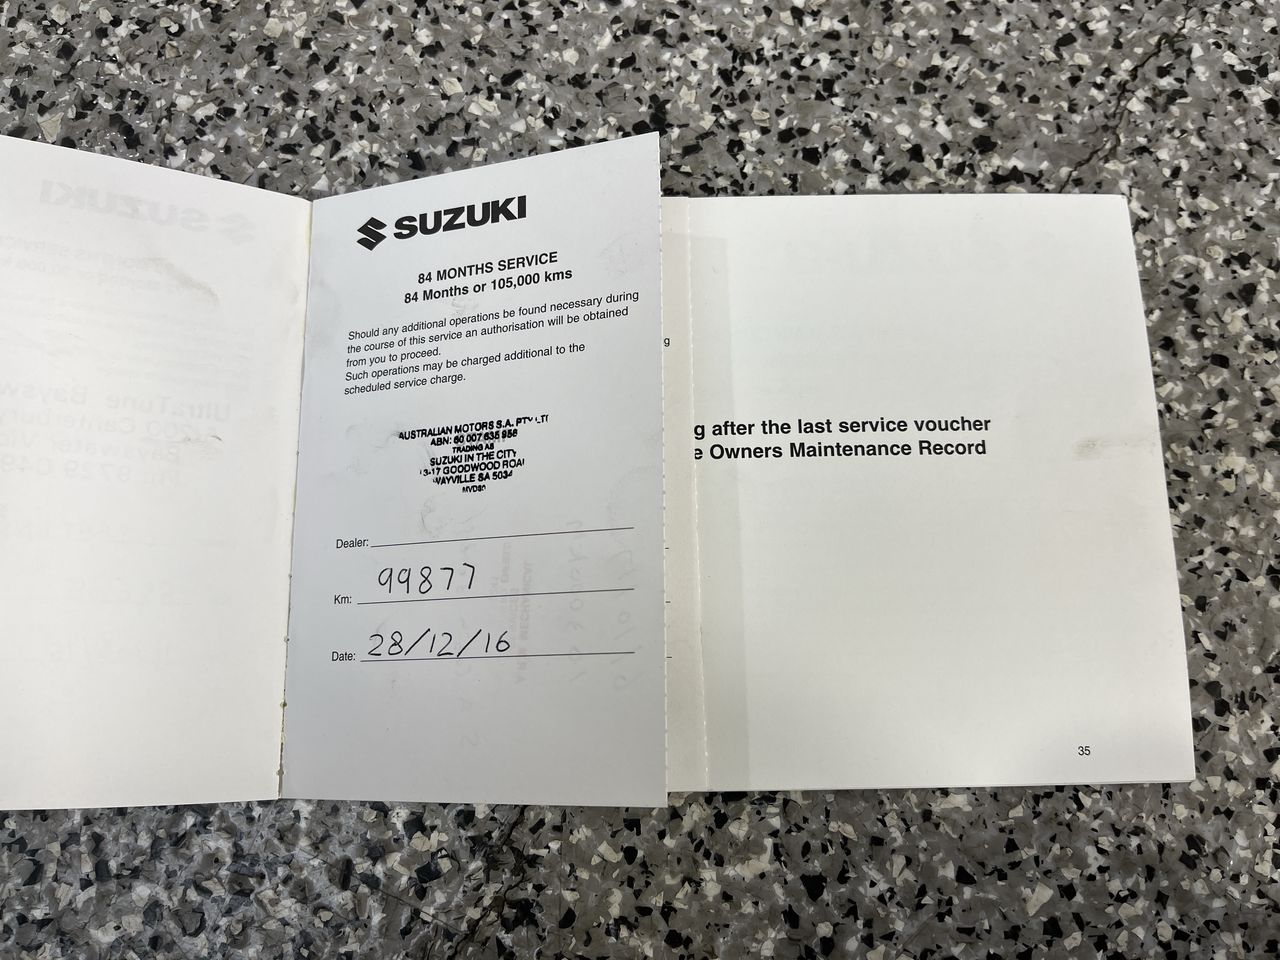 SUZUKI
84 MONTHS SERVICE
84 Months or 105,000 kms
Should any additional operations be found necessary during
the course of this service an authorisation will be obtained
from you to proceed.
Such operations may be charged additional to the
scheduled service charge.
AUSTRALIAN MOTORS S.A. PTY LTD
ABN: 60 007 635 956
TRADING AS
SUZUKI IN THE CITY
13-17 GOODWOOD ROAD
WAYVILLE SA 5034
Dealer:
Km: 99877
Date: 28/12/16
g
g after the last service voucher
e Owners Maintenance Record
35